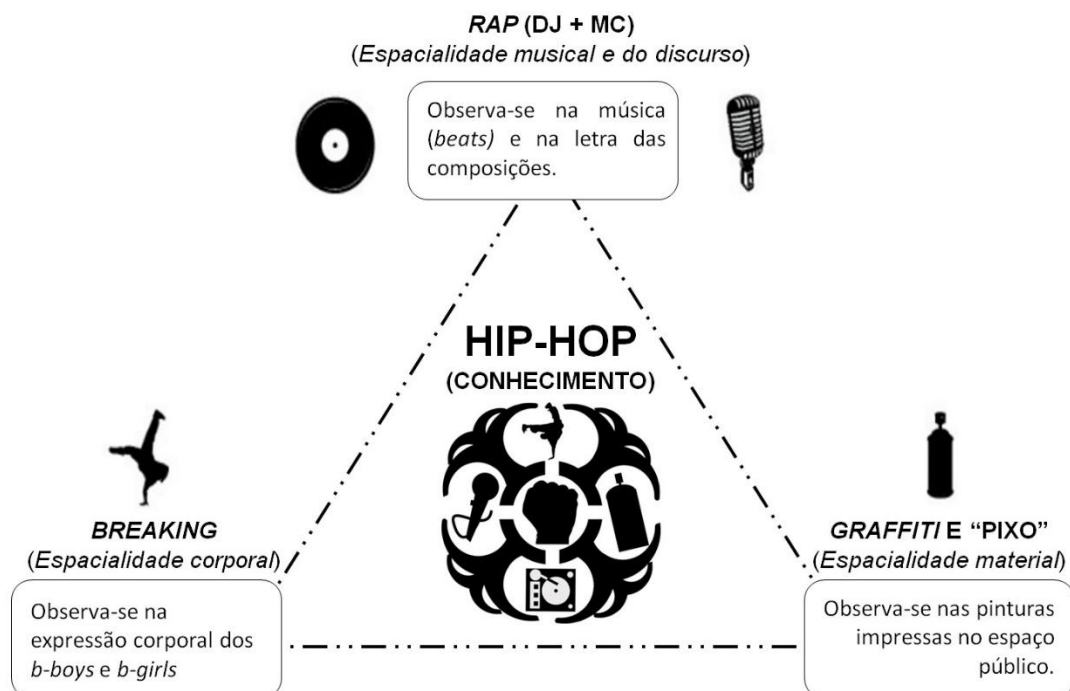 RAP (DJ + MC)
(Espacialidade musical e do discurso)
Observa-se na música
(beats) e na letra das
composições.
HIP-HOP
(CONHECIMENTO)
BREAKING
(Espacialidade corporal)
Observa-se na
expressão corporal dos
b-boys e b-girls
GRAFFITI E “PIXO”
(Espacialidade material)
Observa-se nas pinturas
impressas no espaço
público.